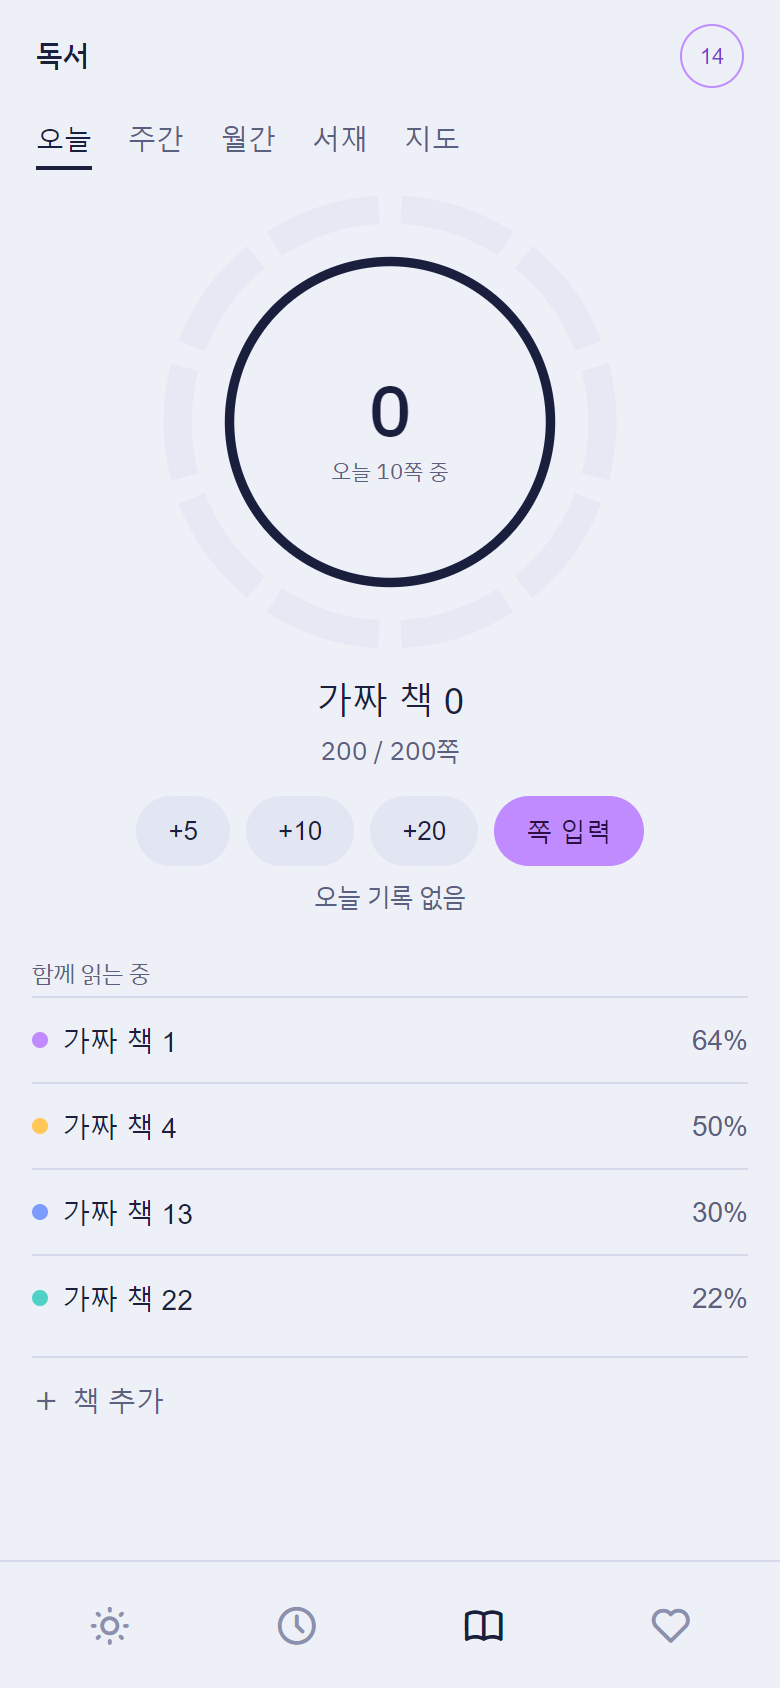 독서
14
오늘 주간 월간 서재 지도
0
오늘 10쪽 중
가짜 책 0
200 / 200쪽
+5 +10 +20 쪽 입력
오늘 기록 없음
함께 읽는 중
가짜 책 1 64%
가짜 책 4 50%
가짜 책 13 30%
가짜 책 22 22%
+ 책 추가